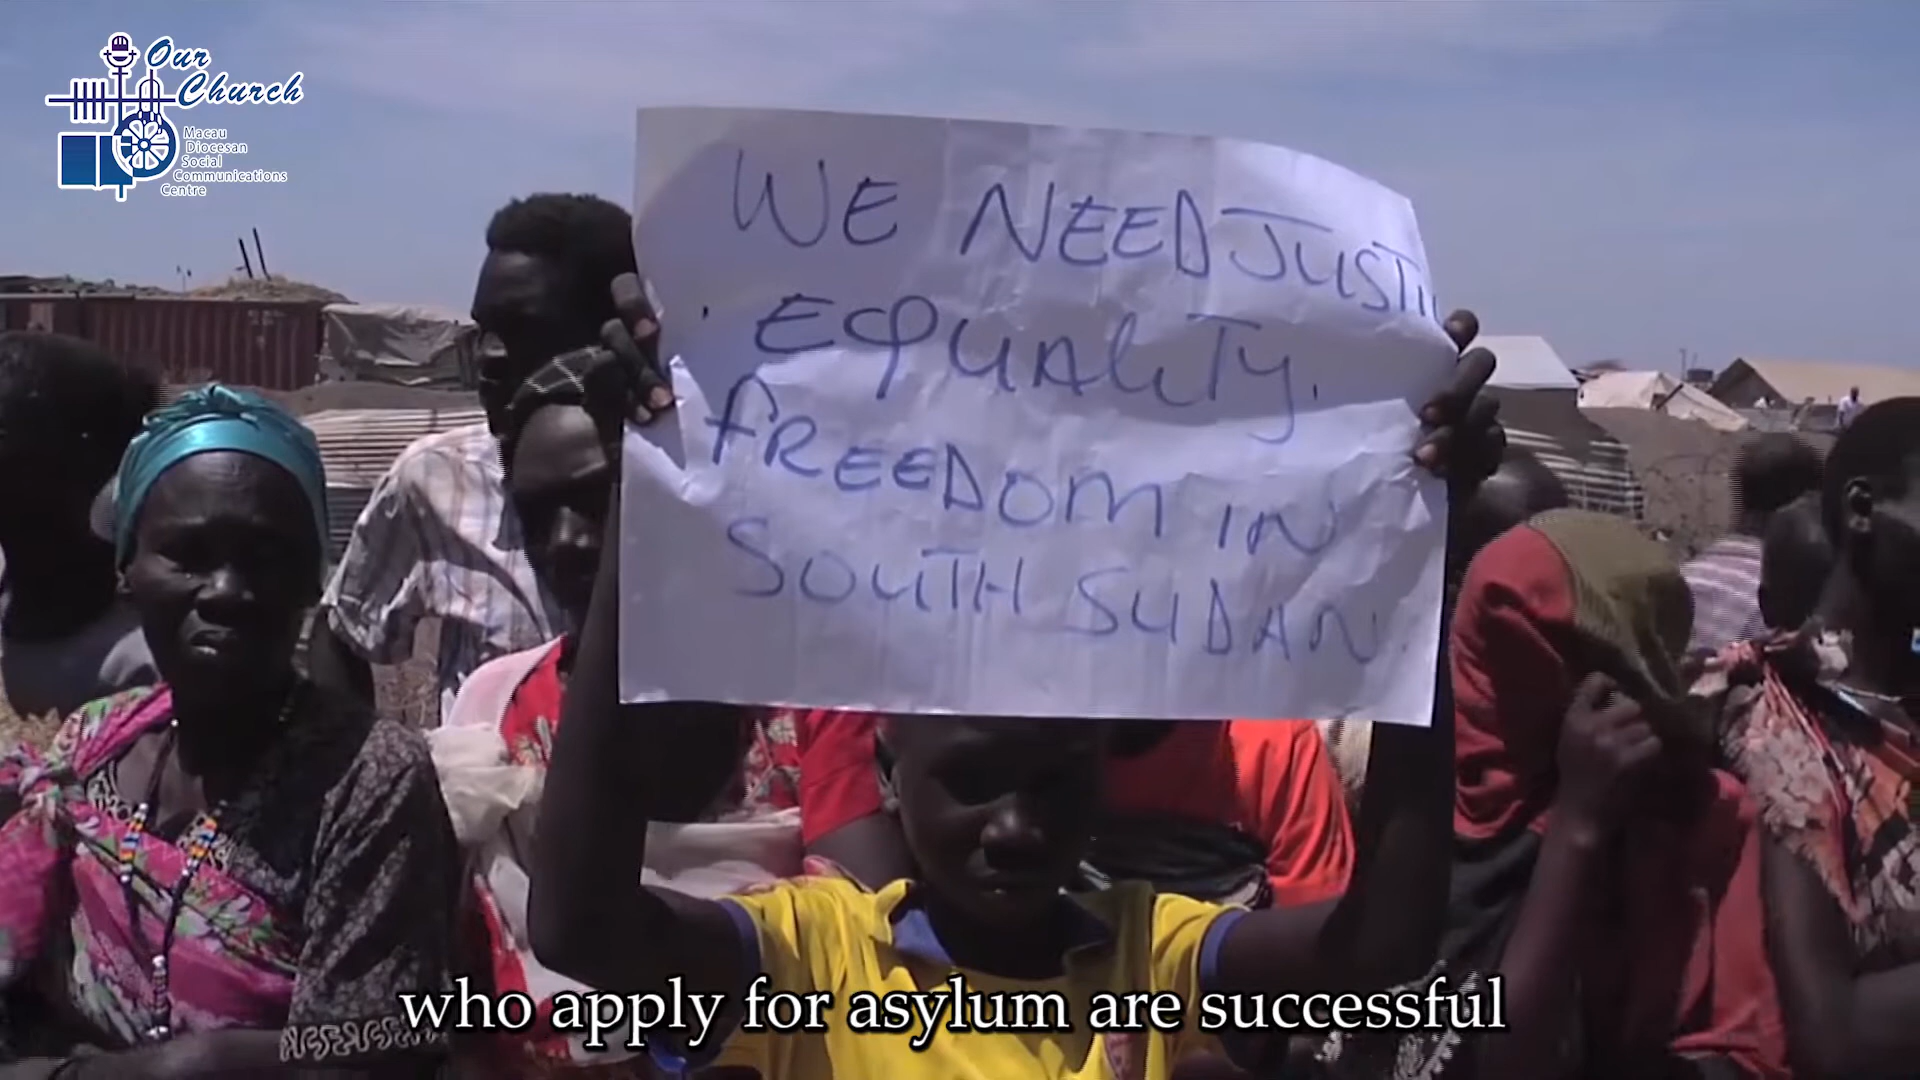 Our
Church
Macau
Diocesan
Social
Communications
Centre
WE NEED JUSTI
EQUALITY.
FREEDOM IN
SOUTH SUDAN.
who apply for asylum are successful